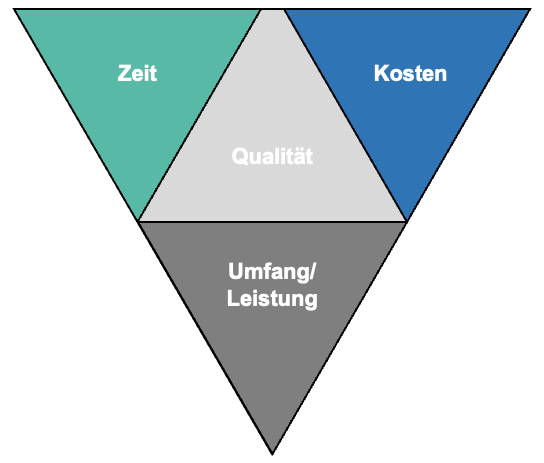 Zeit
Kosten
Qualität
Umfang/
Leistung